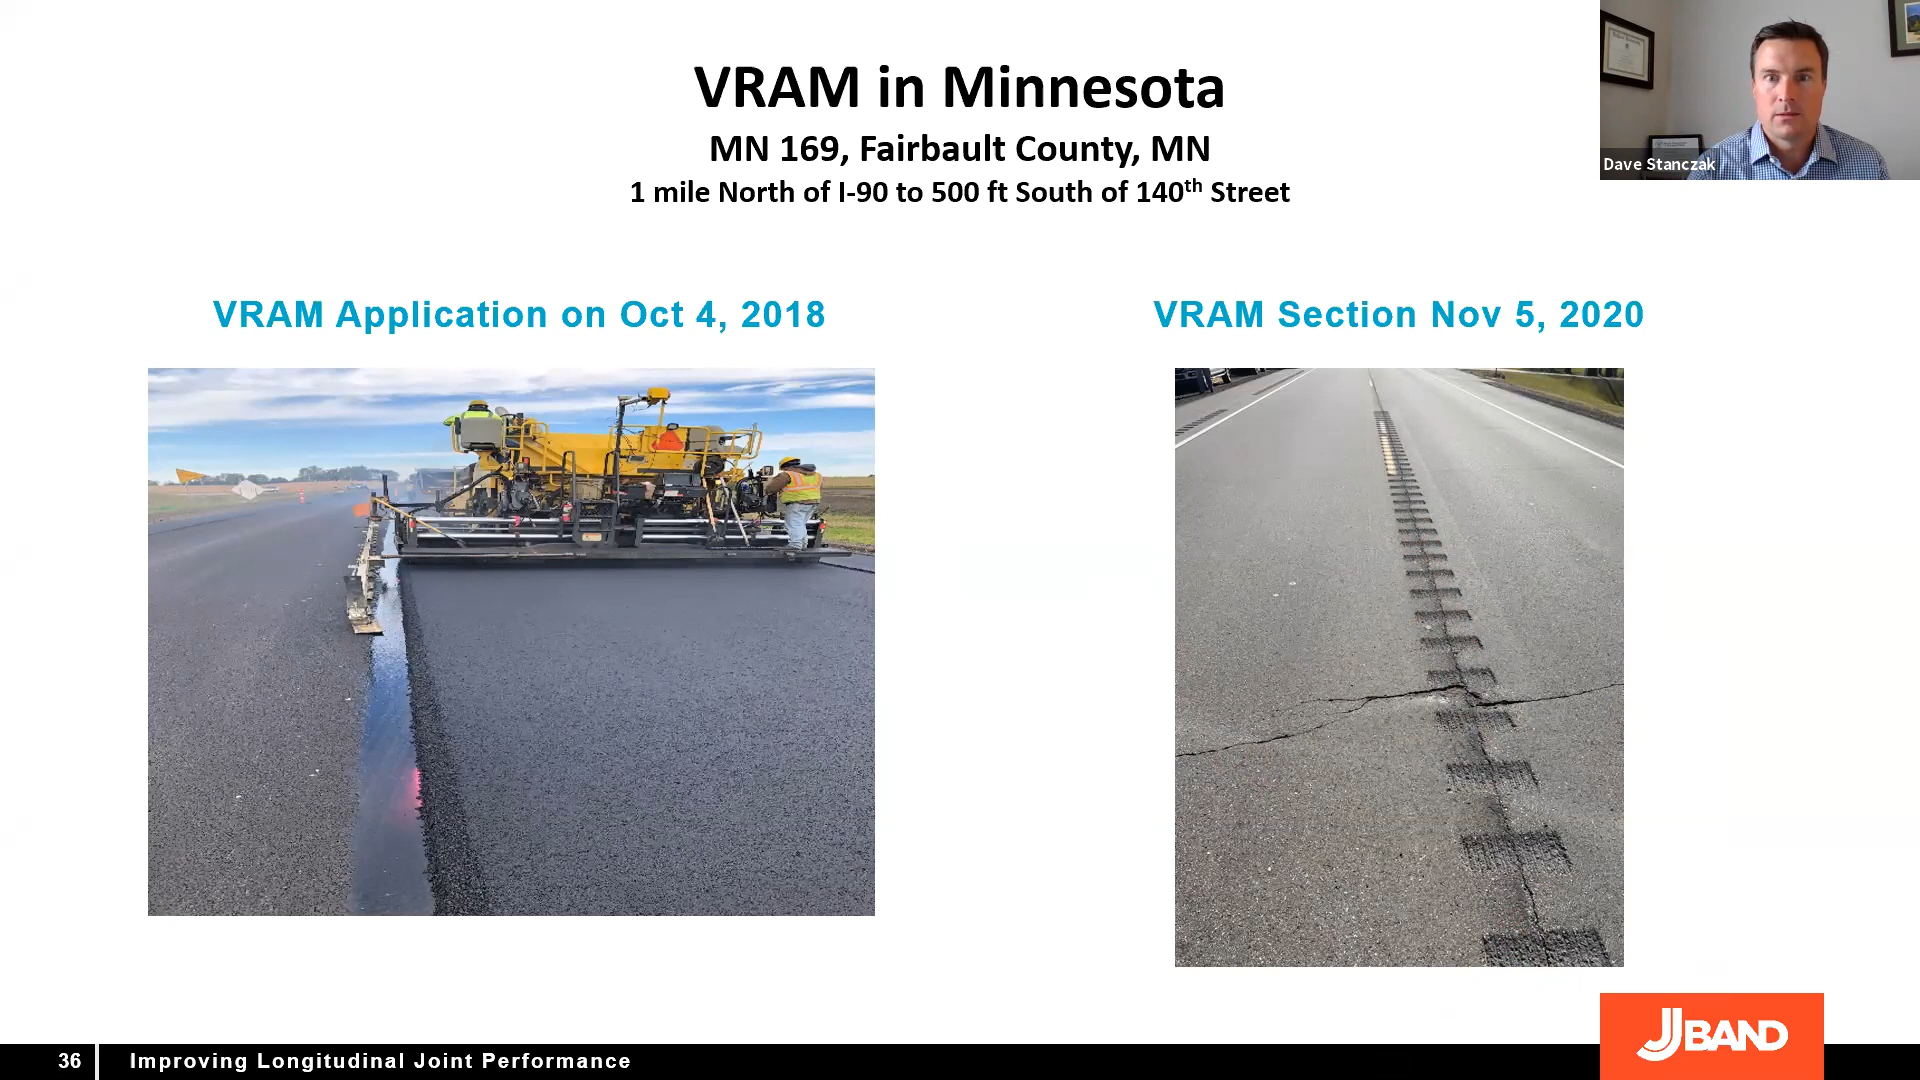 VRAM in Minnesota
MN 169, Fairbault County, MN
1 mile North of I-90 to 500 ft South of 140th Street
Dave Stanczak
VRAM Application on Oct 4, 2018
VRAM Section Nov 5, 2020
36
Improving Longitudinal Joint Performance
JBAND